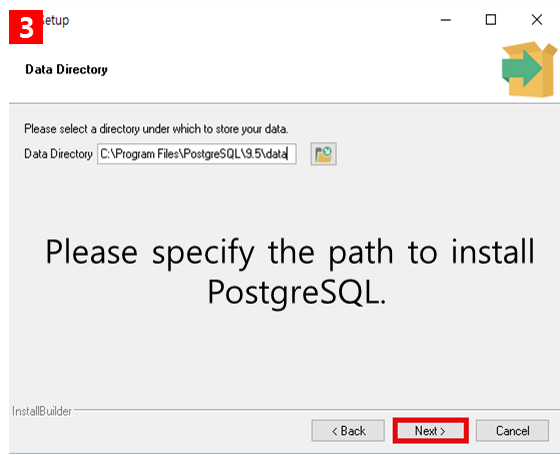 3
etup
Data Directory
Please select a directory under which to store your data.
Data Directory C:\Program Files\PostgreSQL\9.5\data
Please specify the path to install
PostgreSQL.
InstallBuilder
< Back Next > Cancel